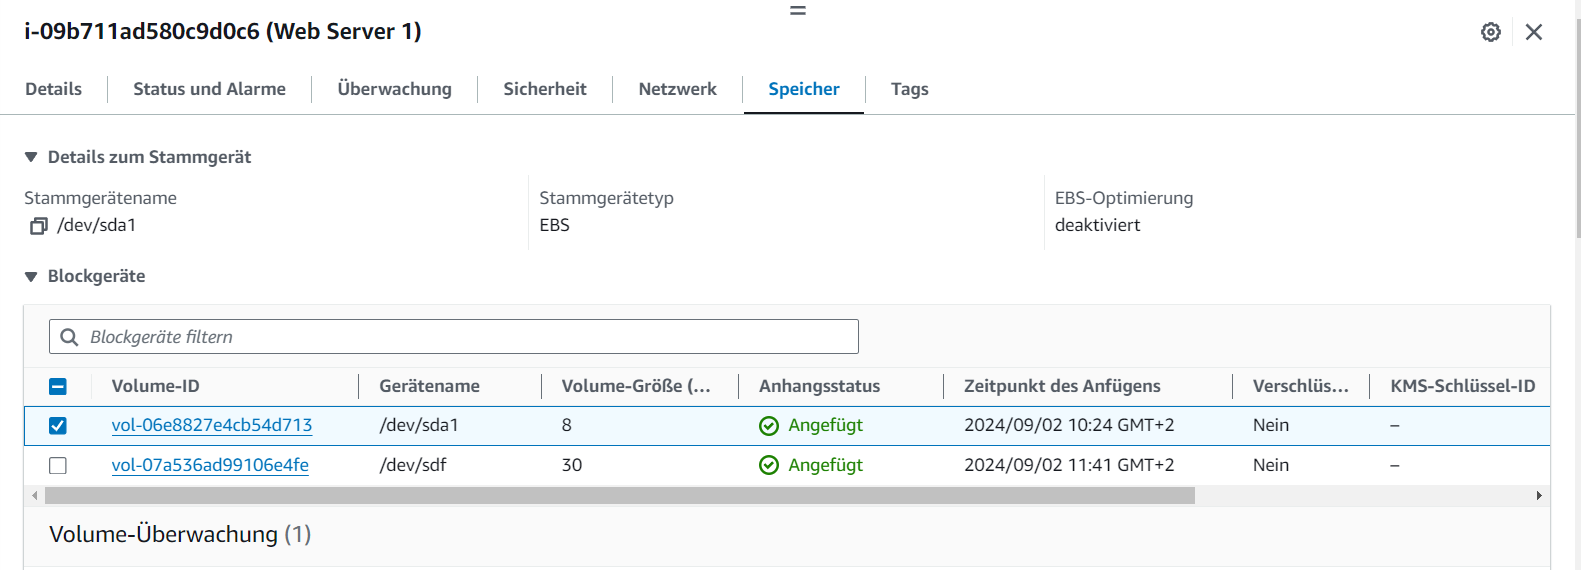 i-09b711ad580c9d0c6 (Web Server 1)
Details Status und Alarme Überwachung Sicherheit Netzwerk Speicher Tags
Details zum Stammgerät
Stammgerätename Stammgerätetyp EBS-Optimierung
/dev/sda1 EBS deaktiviert
Blockgeräte
Blockgeräte filtern
Volume-ID Gerätename Volume-Größe (... Anhangsstatus Zeitpunkt des Anfügens Verschlüs... KMS-Schlüssel-ID
vol-06e8827e4cb54d713 /dev/sda1 8 Angefügt 2024/09/02 10:24 GMT+2 Nein –
vol-07a536ad99106e4fe /dev/sdf 30 Angefügt 2024/09/02 11:41 GMT+2 Nein –
Volume-Überwachung (1)